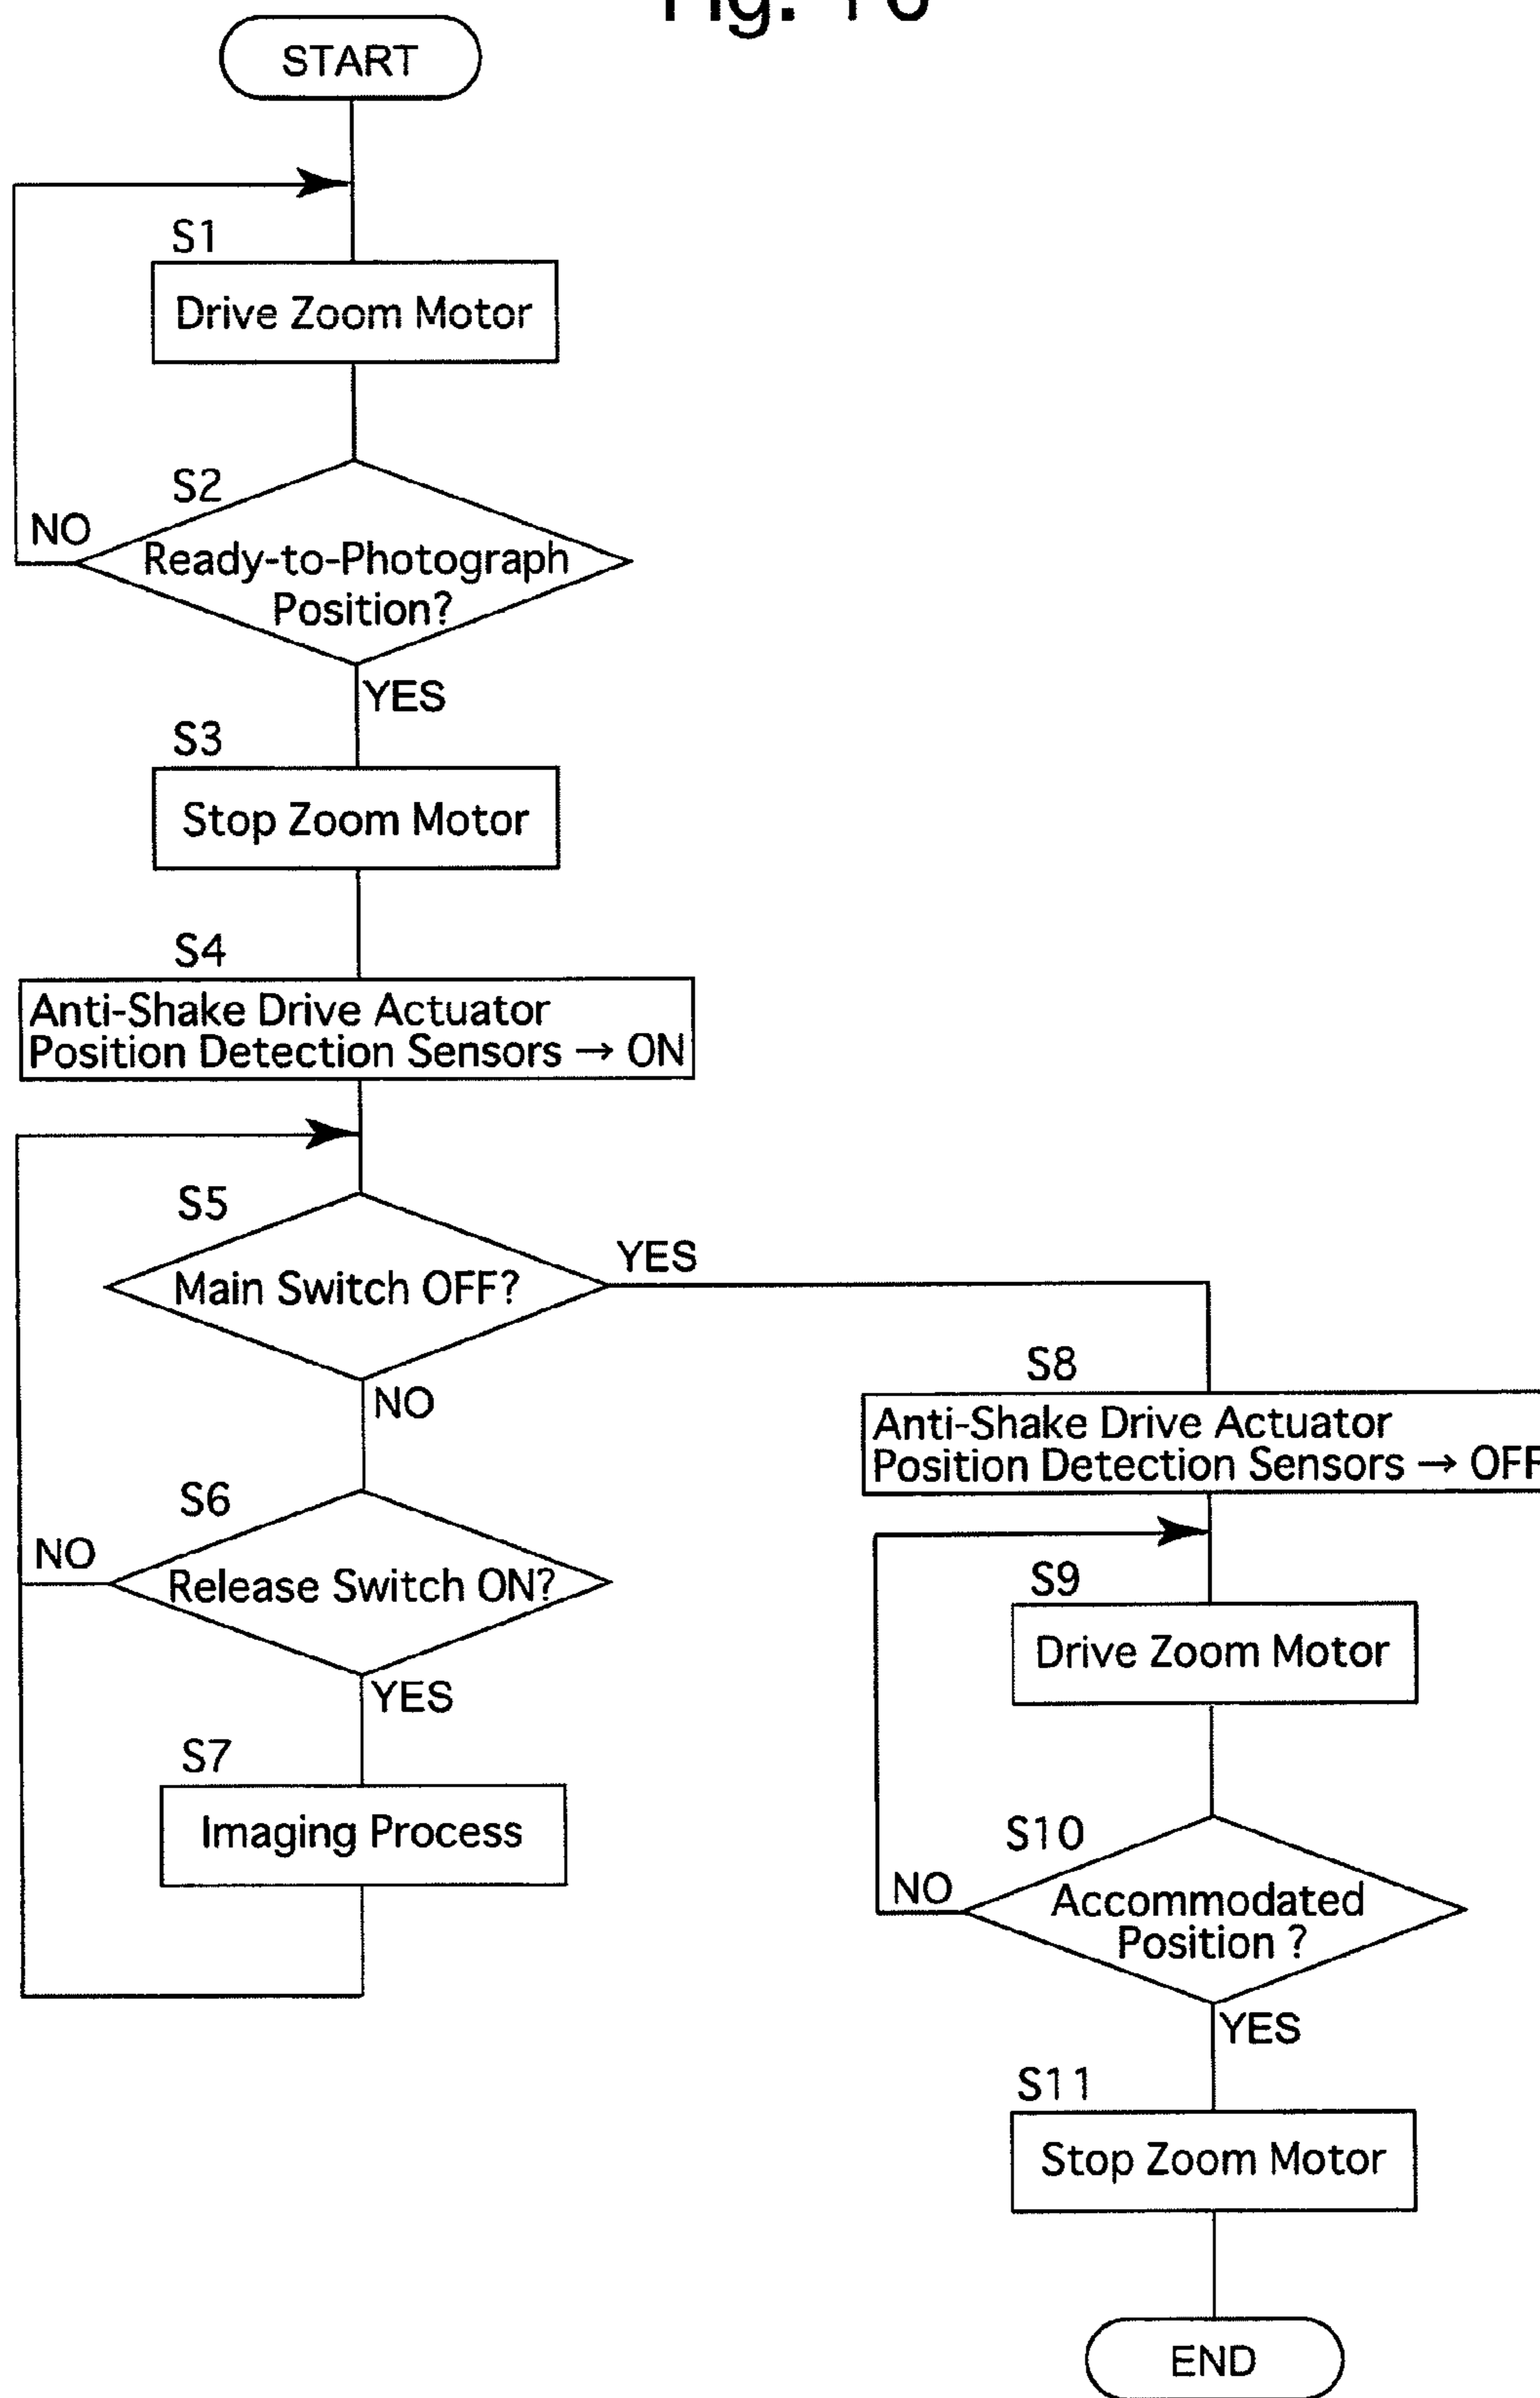 Fig.
START
S1
Drive Zoom Motor
S2
NO
Ready-to-Photograph
Position?
YES
S3
Stop Zoom Motor
S4
Anti-Shake Drive Actuator
Position Detection Sensors → ON
S5
Main Switch OFF?
YES
NO
S6
NO
Release Switch ON?
YES
S7
Imaging Process
S8
Anti-Shake Drive Actuator
Position Detection Sensors → OFF
S9
Drive Zoom Motor
S10
NO
Accommodated
Position ?
YES
S11
Stop Zoom Motor
END